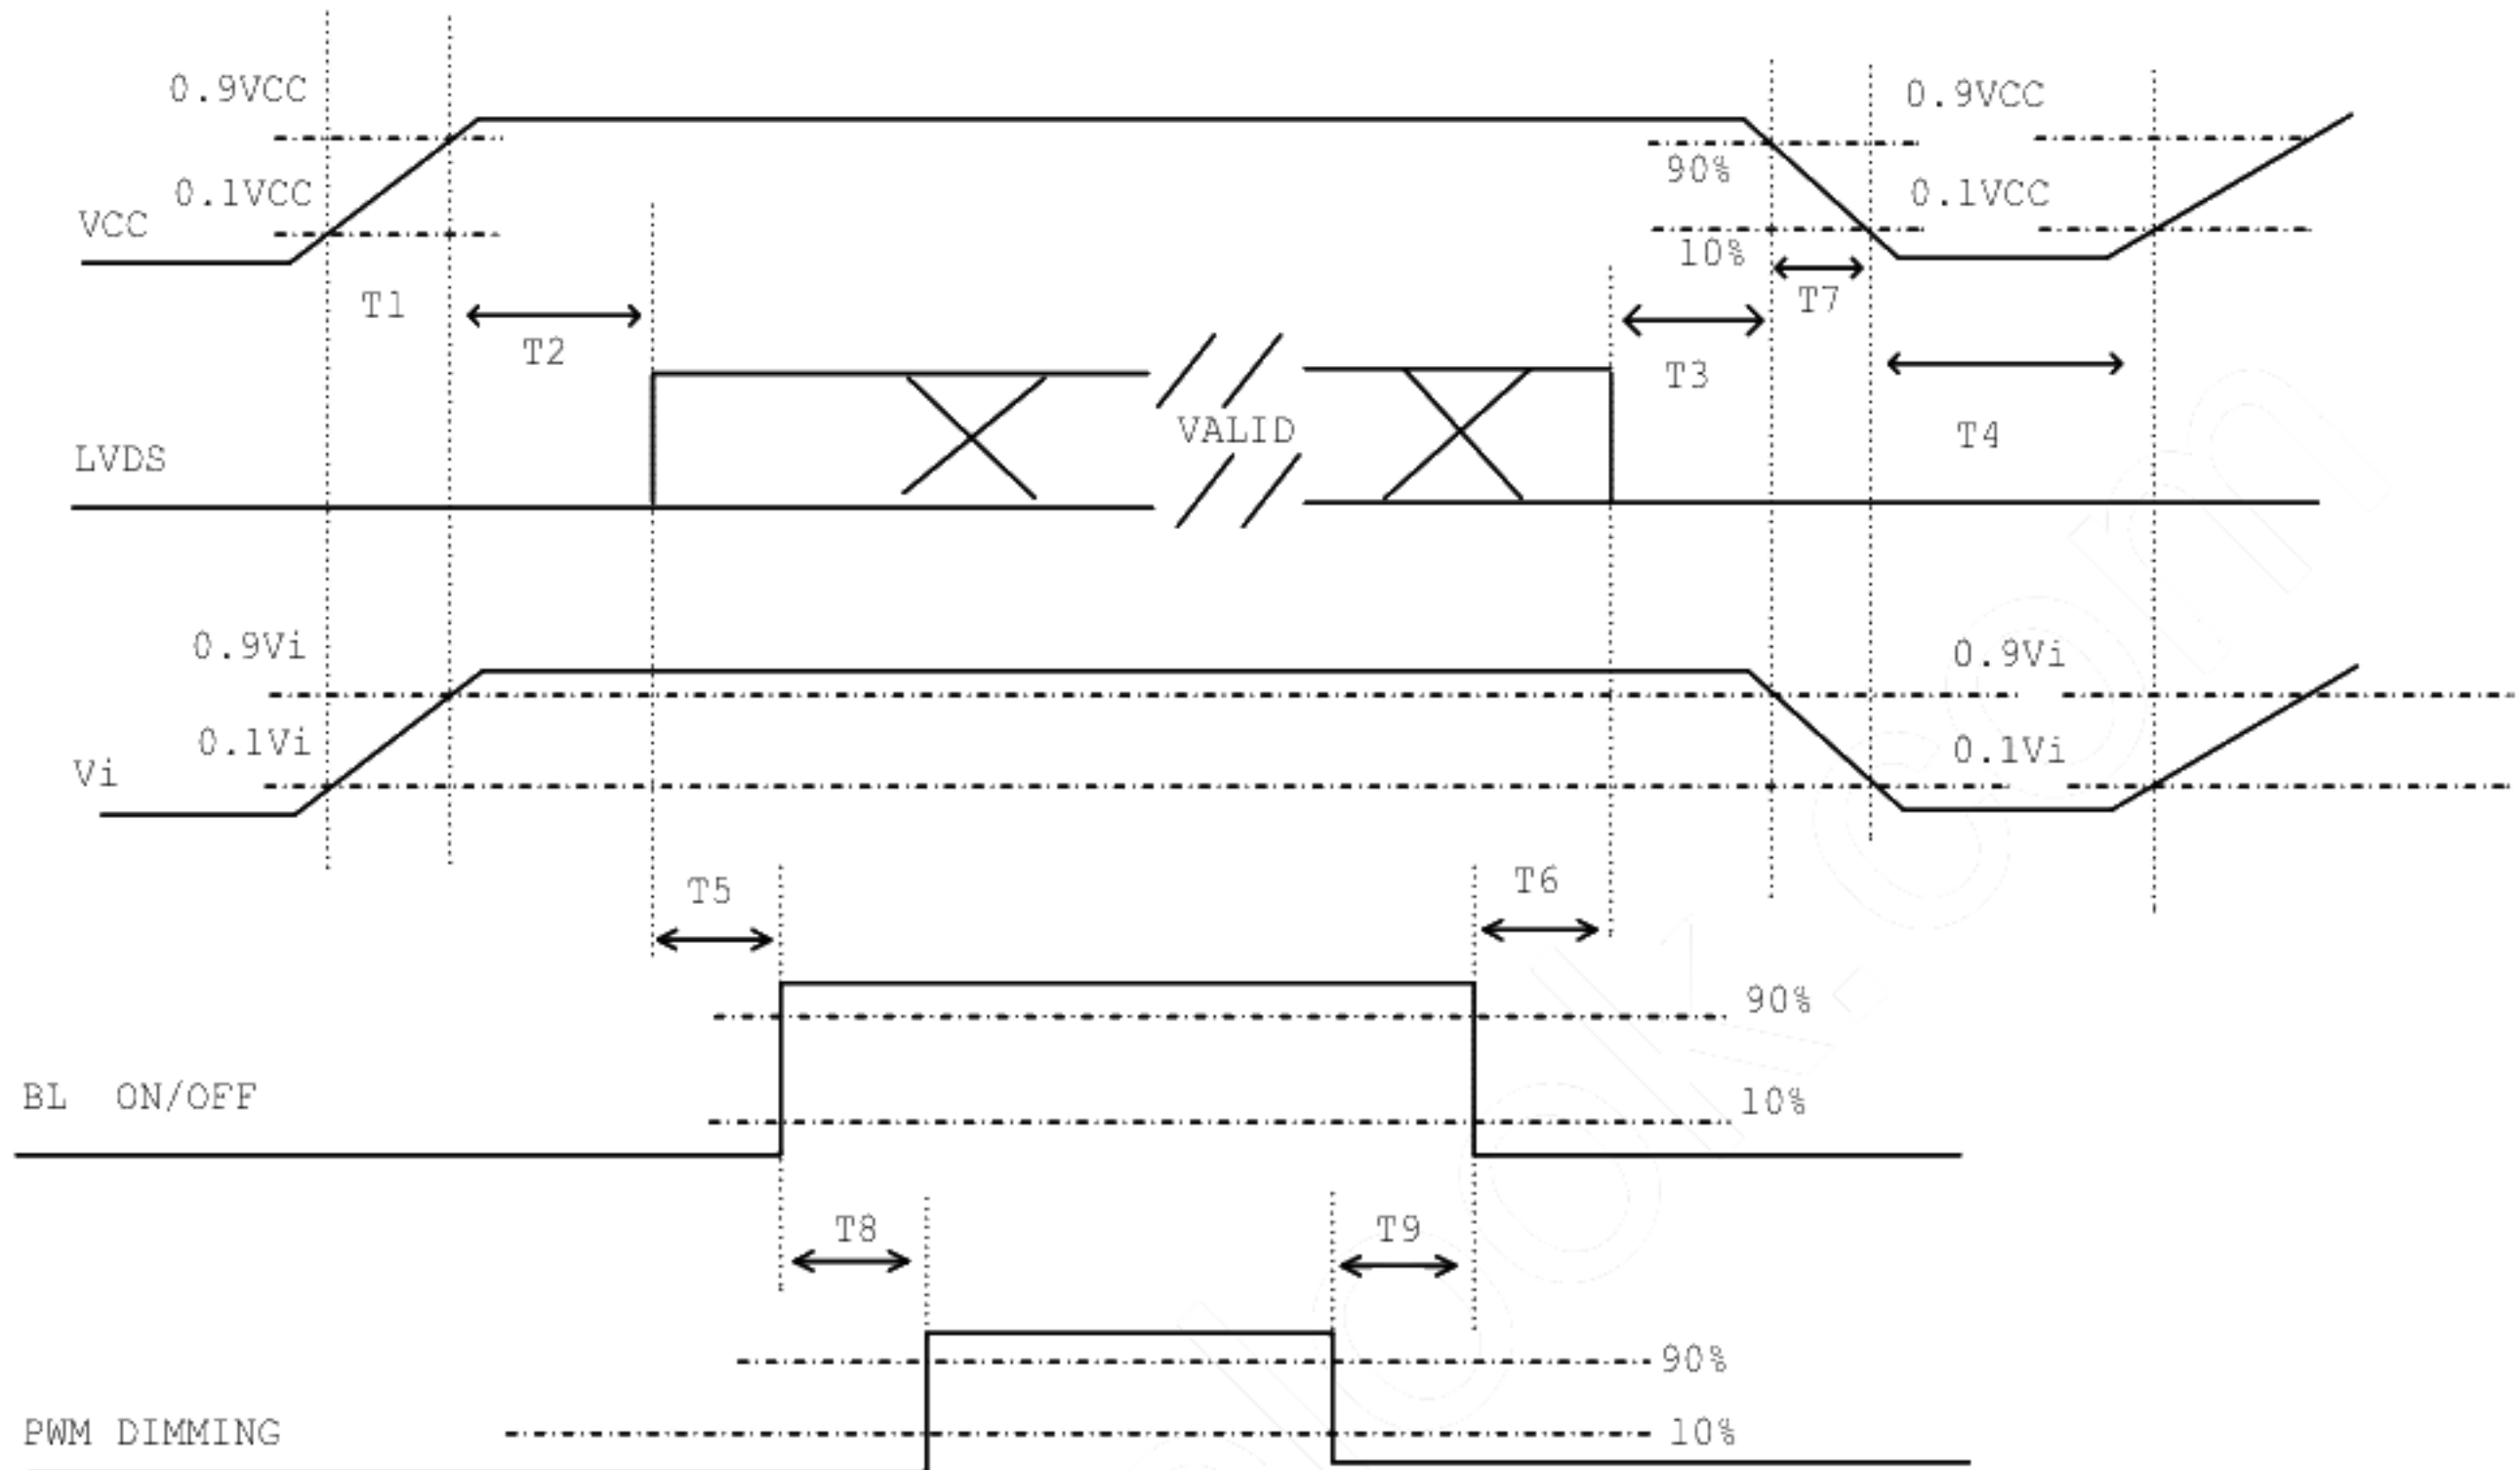 0.9VCC
0.9VCC
90%
0.1VCC
0.1VCC
VCC
10%
T1
T7
T2
T3
VALID
T4
LVDS
0.9Vi
0.9Vi
0.1Vi
0.1Vi
Vi
T5
T6
90%
BL ON/OFF
10%
T8
T9
90%
PWM DIMMING
10%